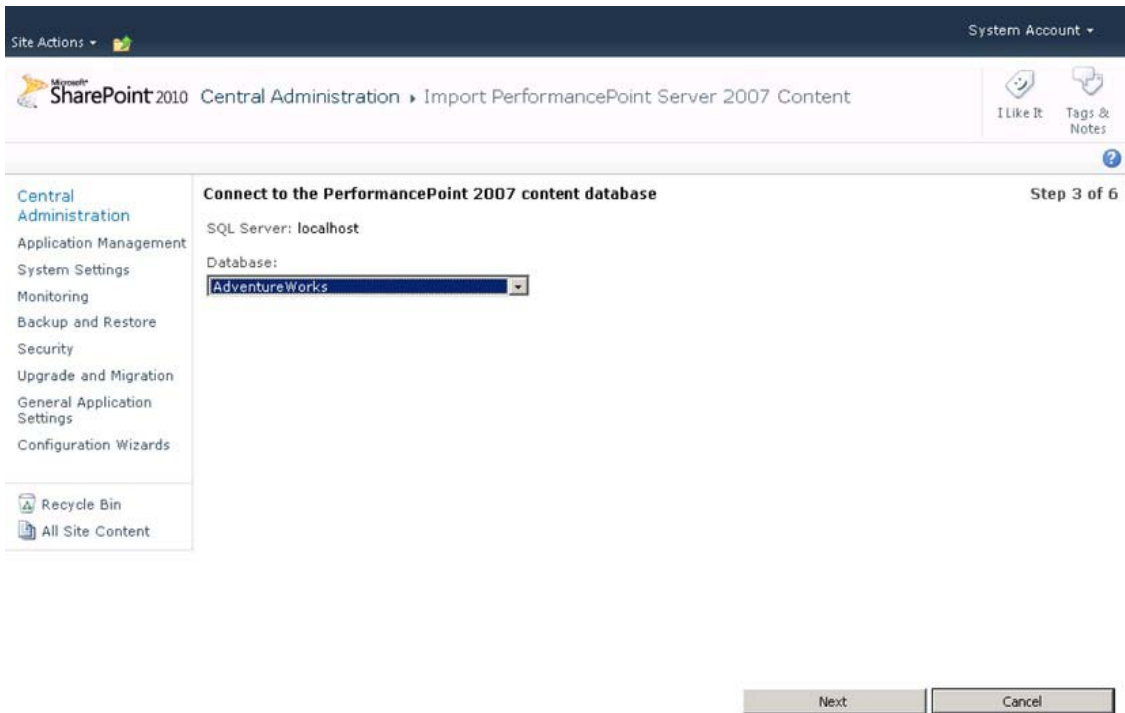 Site Actions
System Account
Microsoft
SharePoint 2010 Central Administration ▸ Import PerformancePoint Server 2007 Content
I Like It
Tags &
Notes
Central
Administration
Application Management
System Settings
Monitoring
Backup and Restore
Security
Upgrade and Migration
General Application
Settings
Configuration Wizards
Recycle Bin
All Site Content
Connect to the PerformancePoint 2007 content database
Step 3 of 6
SQL Server: localhost
Database:
AdventureWorks
Next
Cancel